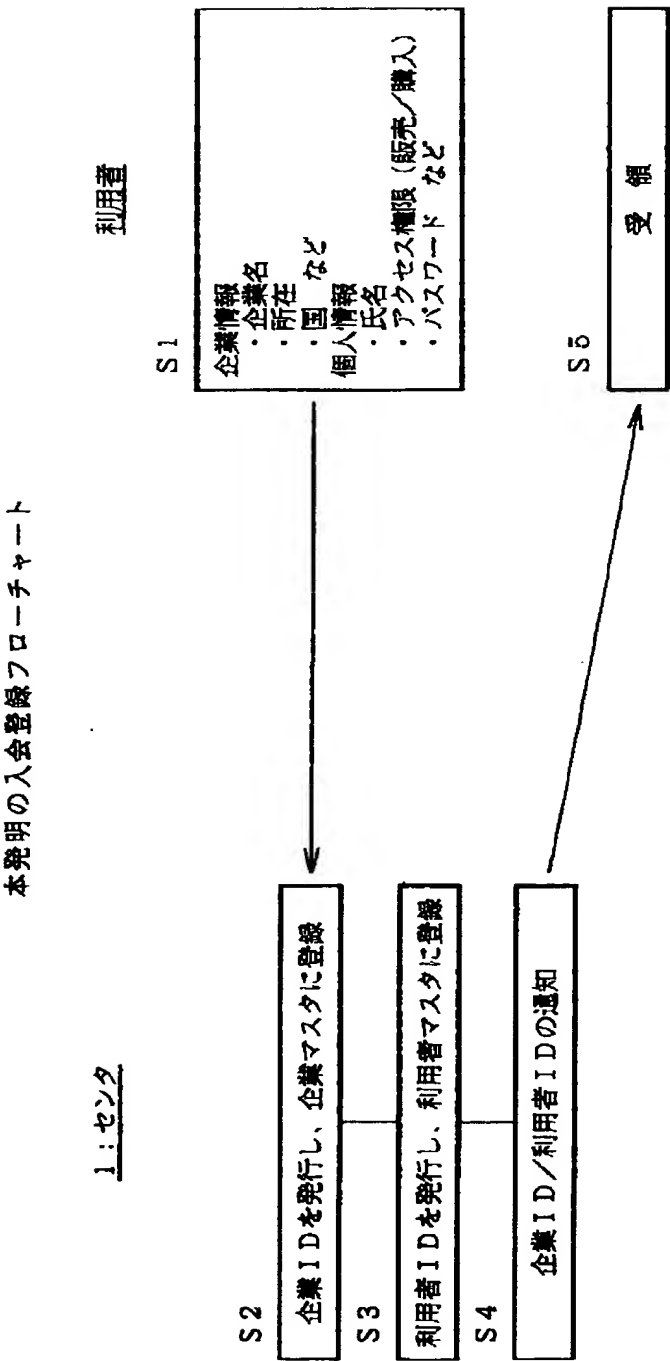 本発明の入会登録フローチャート
1:センタ
利用者
S1
企業情報
・企業名
・所在
・国 など
個人情報
・氏名
・アクセス権限(販売/購入)
・パスワード など
S2
企業IDを発行し、企業マスタに登録
S3
利用者IDを発行し、利用者マスタに登録
S4
企業ID/利用者IDの通知
S5
受領